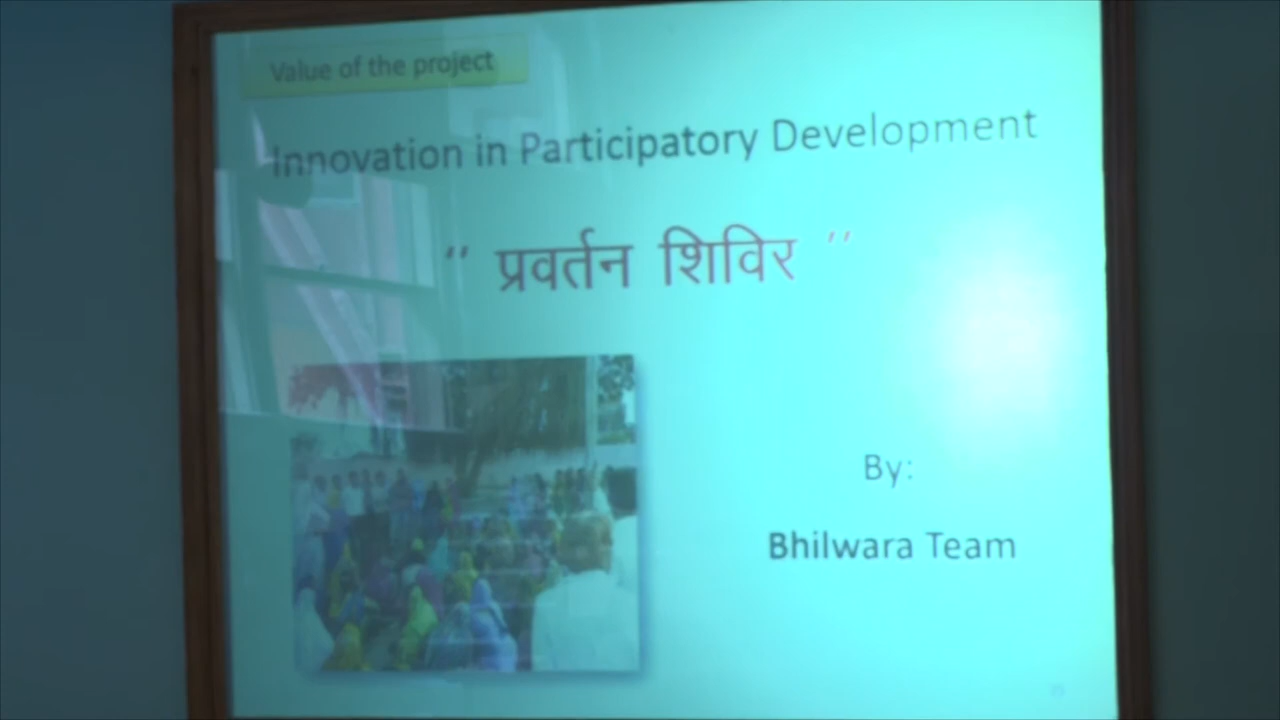 Value of the project
Innovation in Participatory Development
" प्रवर्तन शिविर "
By:
Bhilwara Team